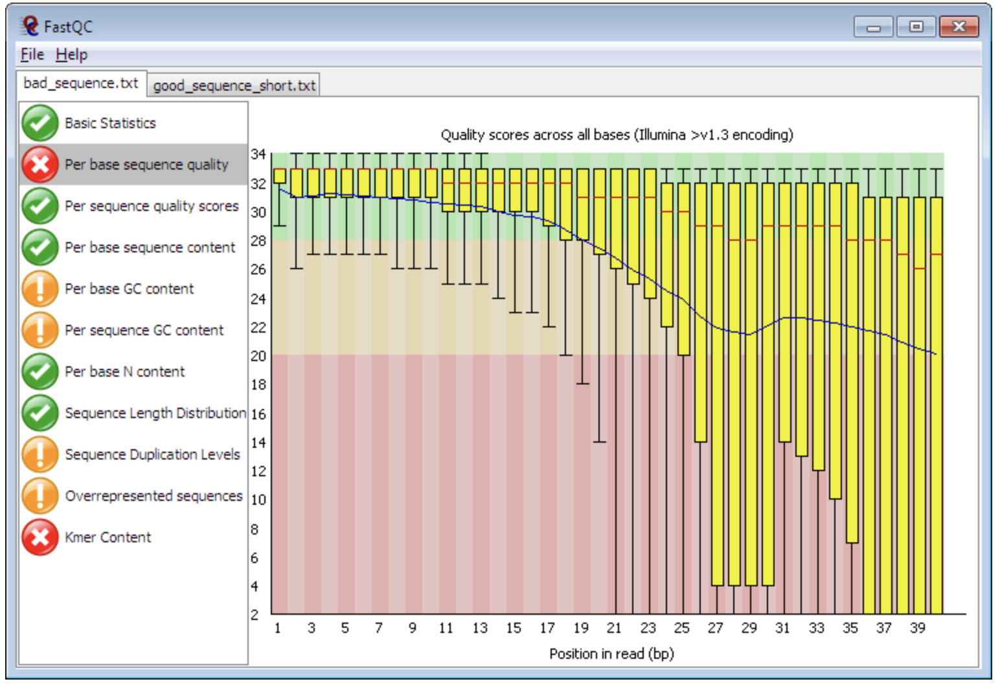 FastQC
File Help
bad_sequence.txt
good_sequence_short.txt
Basic Statistics
Per base sequence quality
Per sequence quality scores
Per base sequence content
Per base GC content
Per sequence GC content
Per base N content
Sequence Length Distribution
Sequence Duplication Levels
Overrepresented sequences
Kmer Content
Quality scores across all bases (Illumina >v1.3 encoding)
34
32
30
28
26
24
22
20
18
16
14
12
10
8
6
4
2
1 3 5 7 9 11 13 15 17 19 21 23 25 27 29 31 33 35 37 39
Position in read (bp)